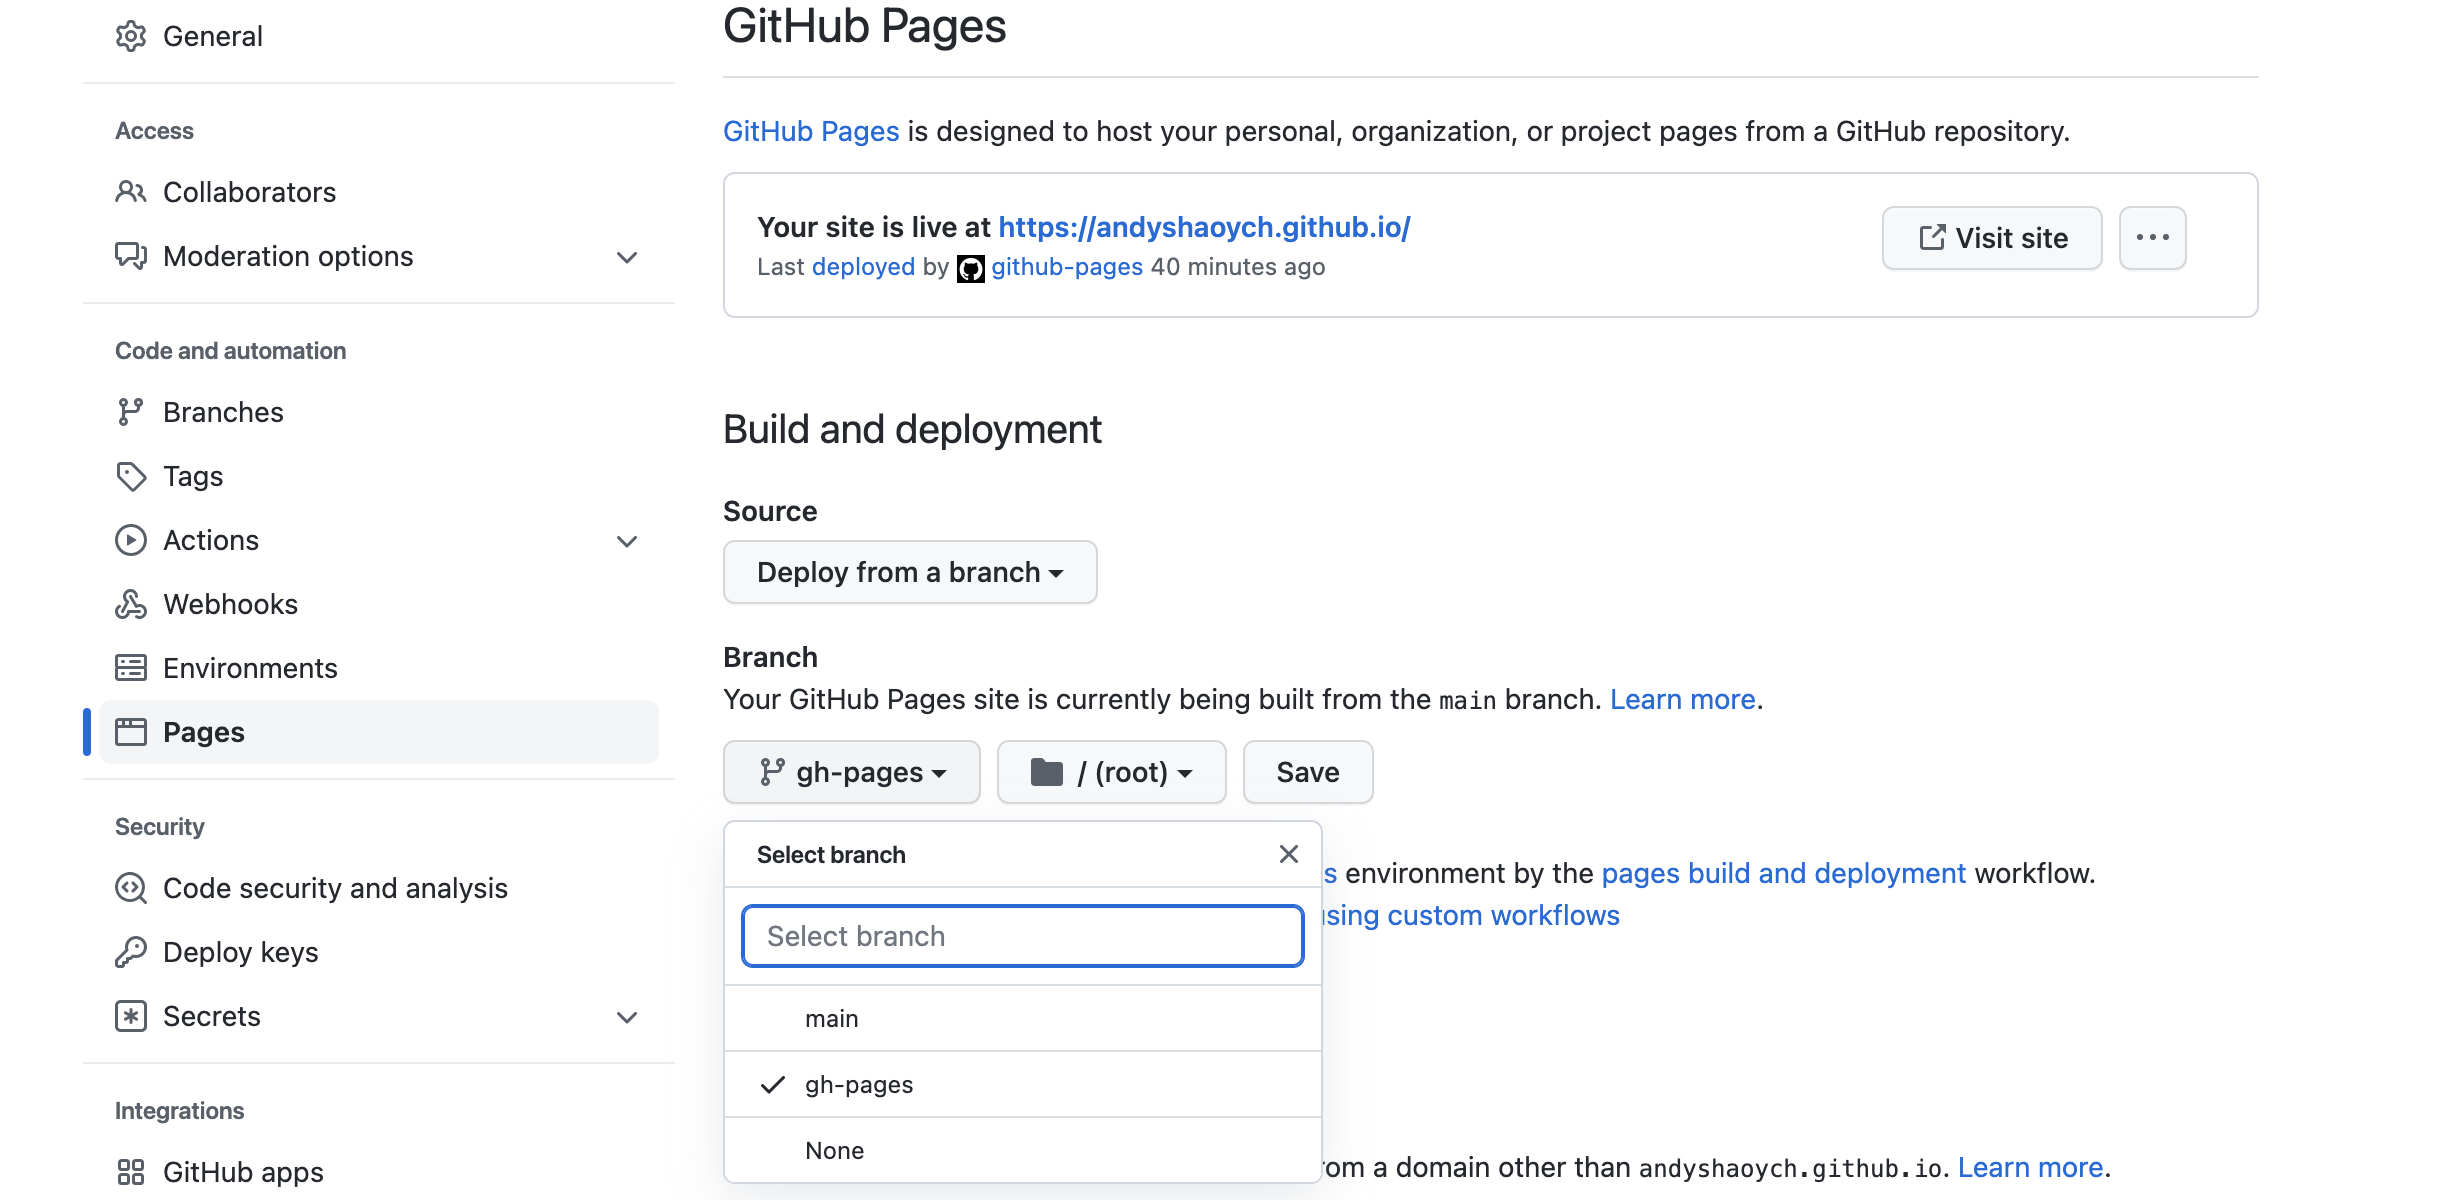 General
Access
Collaborators
Moderation options
Code and automation
Branches
Tags
Actions
Webhooks
Environments
Pages
Security
Code security and analysis
Deploy keys
Secrets
Integrations
GitHub apps
GitHub Pages
GitHub Pages is designed to host your personal, organization, or project pages from a GitHub repository.
Your site is live at https://andyshaoych.github.io/
Last deployed by github-pages 40 minutes ago
Visit site
Build and deployment
Source
Deploy from a branch
Branch
Your GitHub Pages site is currently being built from the main branch. Learn more.
gh-pages / (root) Save
Select branch
environment by the pages build and deployment workflow.
Select branch
custom workflows
main
gh-pages
None
a domain other than andyshaoych.github.io. Learn more.